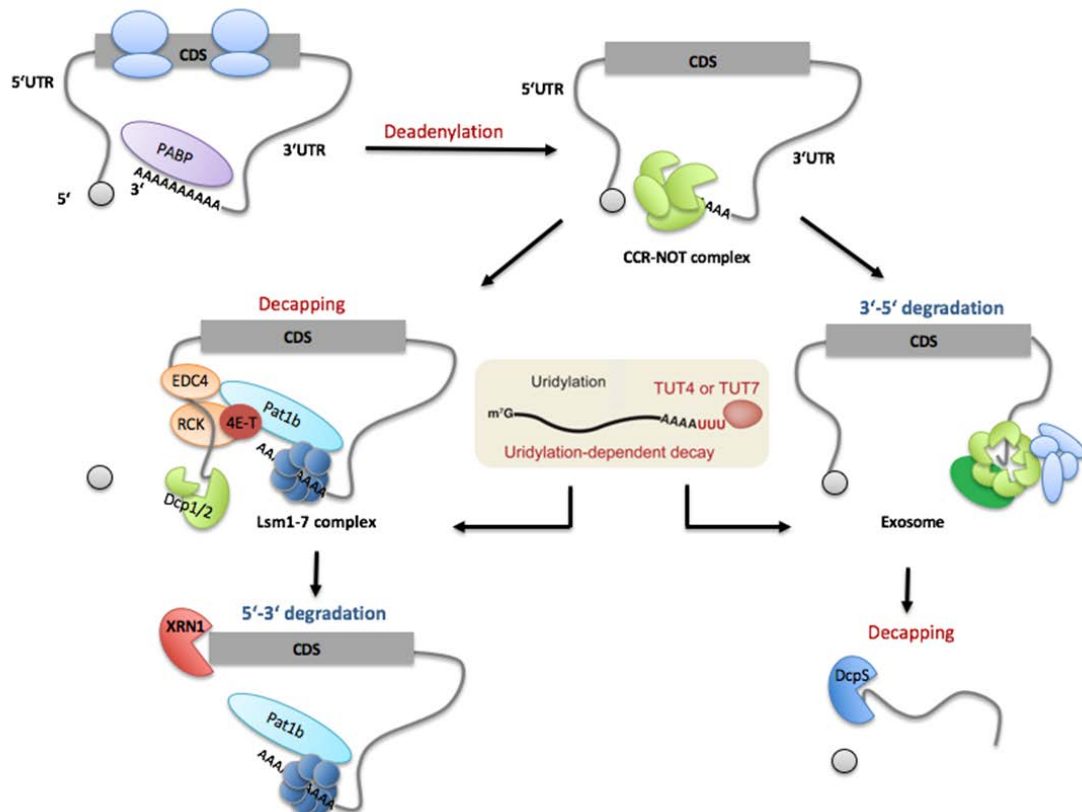 CDS
5‘UTR
PABP
3‘UTR
AAAAAAAAAA
3‘
5‘
Deadenylation
CDS
5‘UTR
3‘UTR
AAAA
CCR-NOT complex
Decapping
CDS
EDC4
Pat1b
RCK
4E-T
AA
AAAA
Dcp1/2
Lsm1-7 complex
Uridylation
TUT4 or TUT7
m⁷G
AAAAUUU
Uridylation-dependent decay
3‘-5‘ degradation
CDS
Exosome
5‘-3‘ degradation
XRN1
CDS
Pat1b
AAA
AAAA
Decapping
DcpS